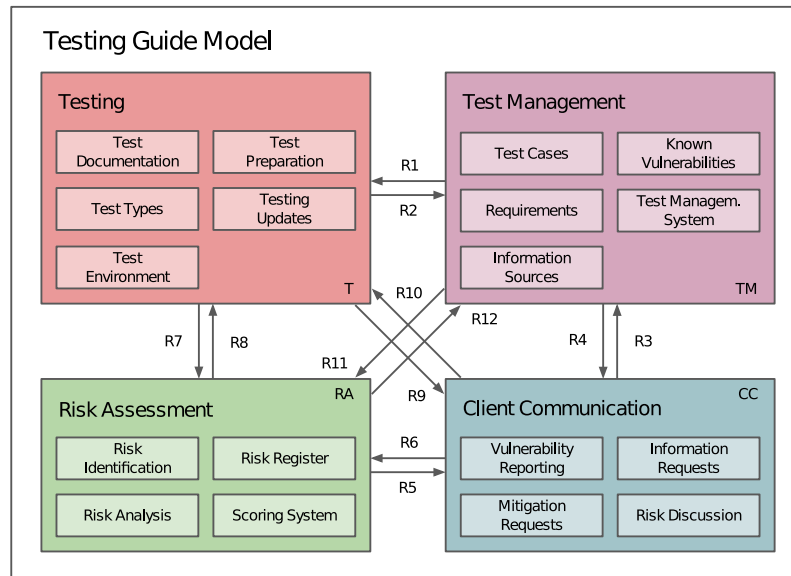 Testing Guide Model
Testing
Test
Documentation
Test
Preparation
Test Types
Testing
Updates
Test
Environment
T
Test Management
Test Cases
Known
Vulnerabilities
Requirements
Test Managem.
System
Information
Sources
TM
R1
R2
R10
R12
R7
R8
R4
R3
R11
R9
Risk Assessment
RA
Risk
Identification
Risk Register
Risk Analysis
Scoring System
R6
R5
Client Communication
CC
Vulnerability
Reporting
Information
Requests
Mitigation
Requests
Risk Discussion